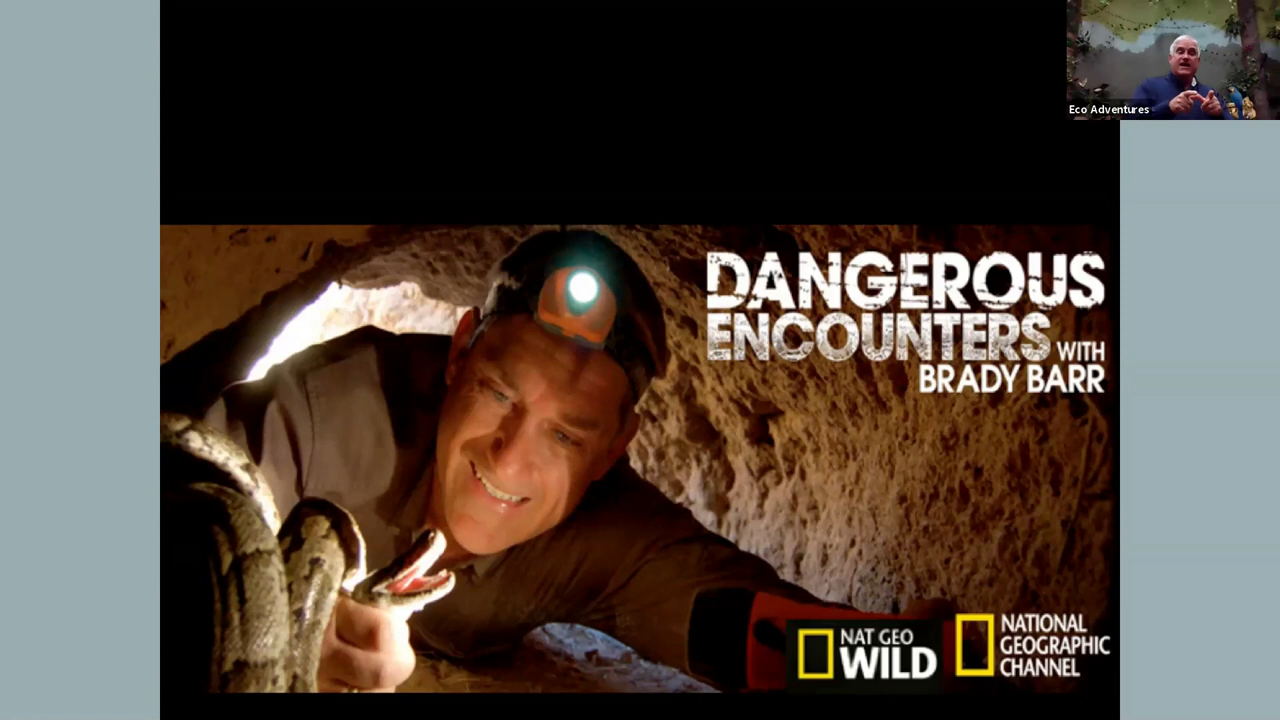 Eco Adventures
DANGEROUS
ENCOUNTERS WITH
BRADY BARR
NAT GEO
WILD
NATIONAL
GEOGRAPHIC
CHANNEL